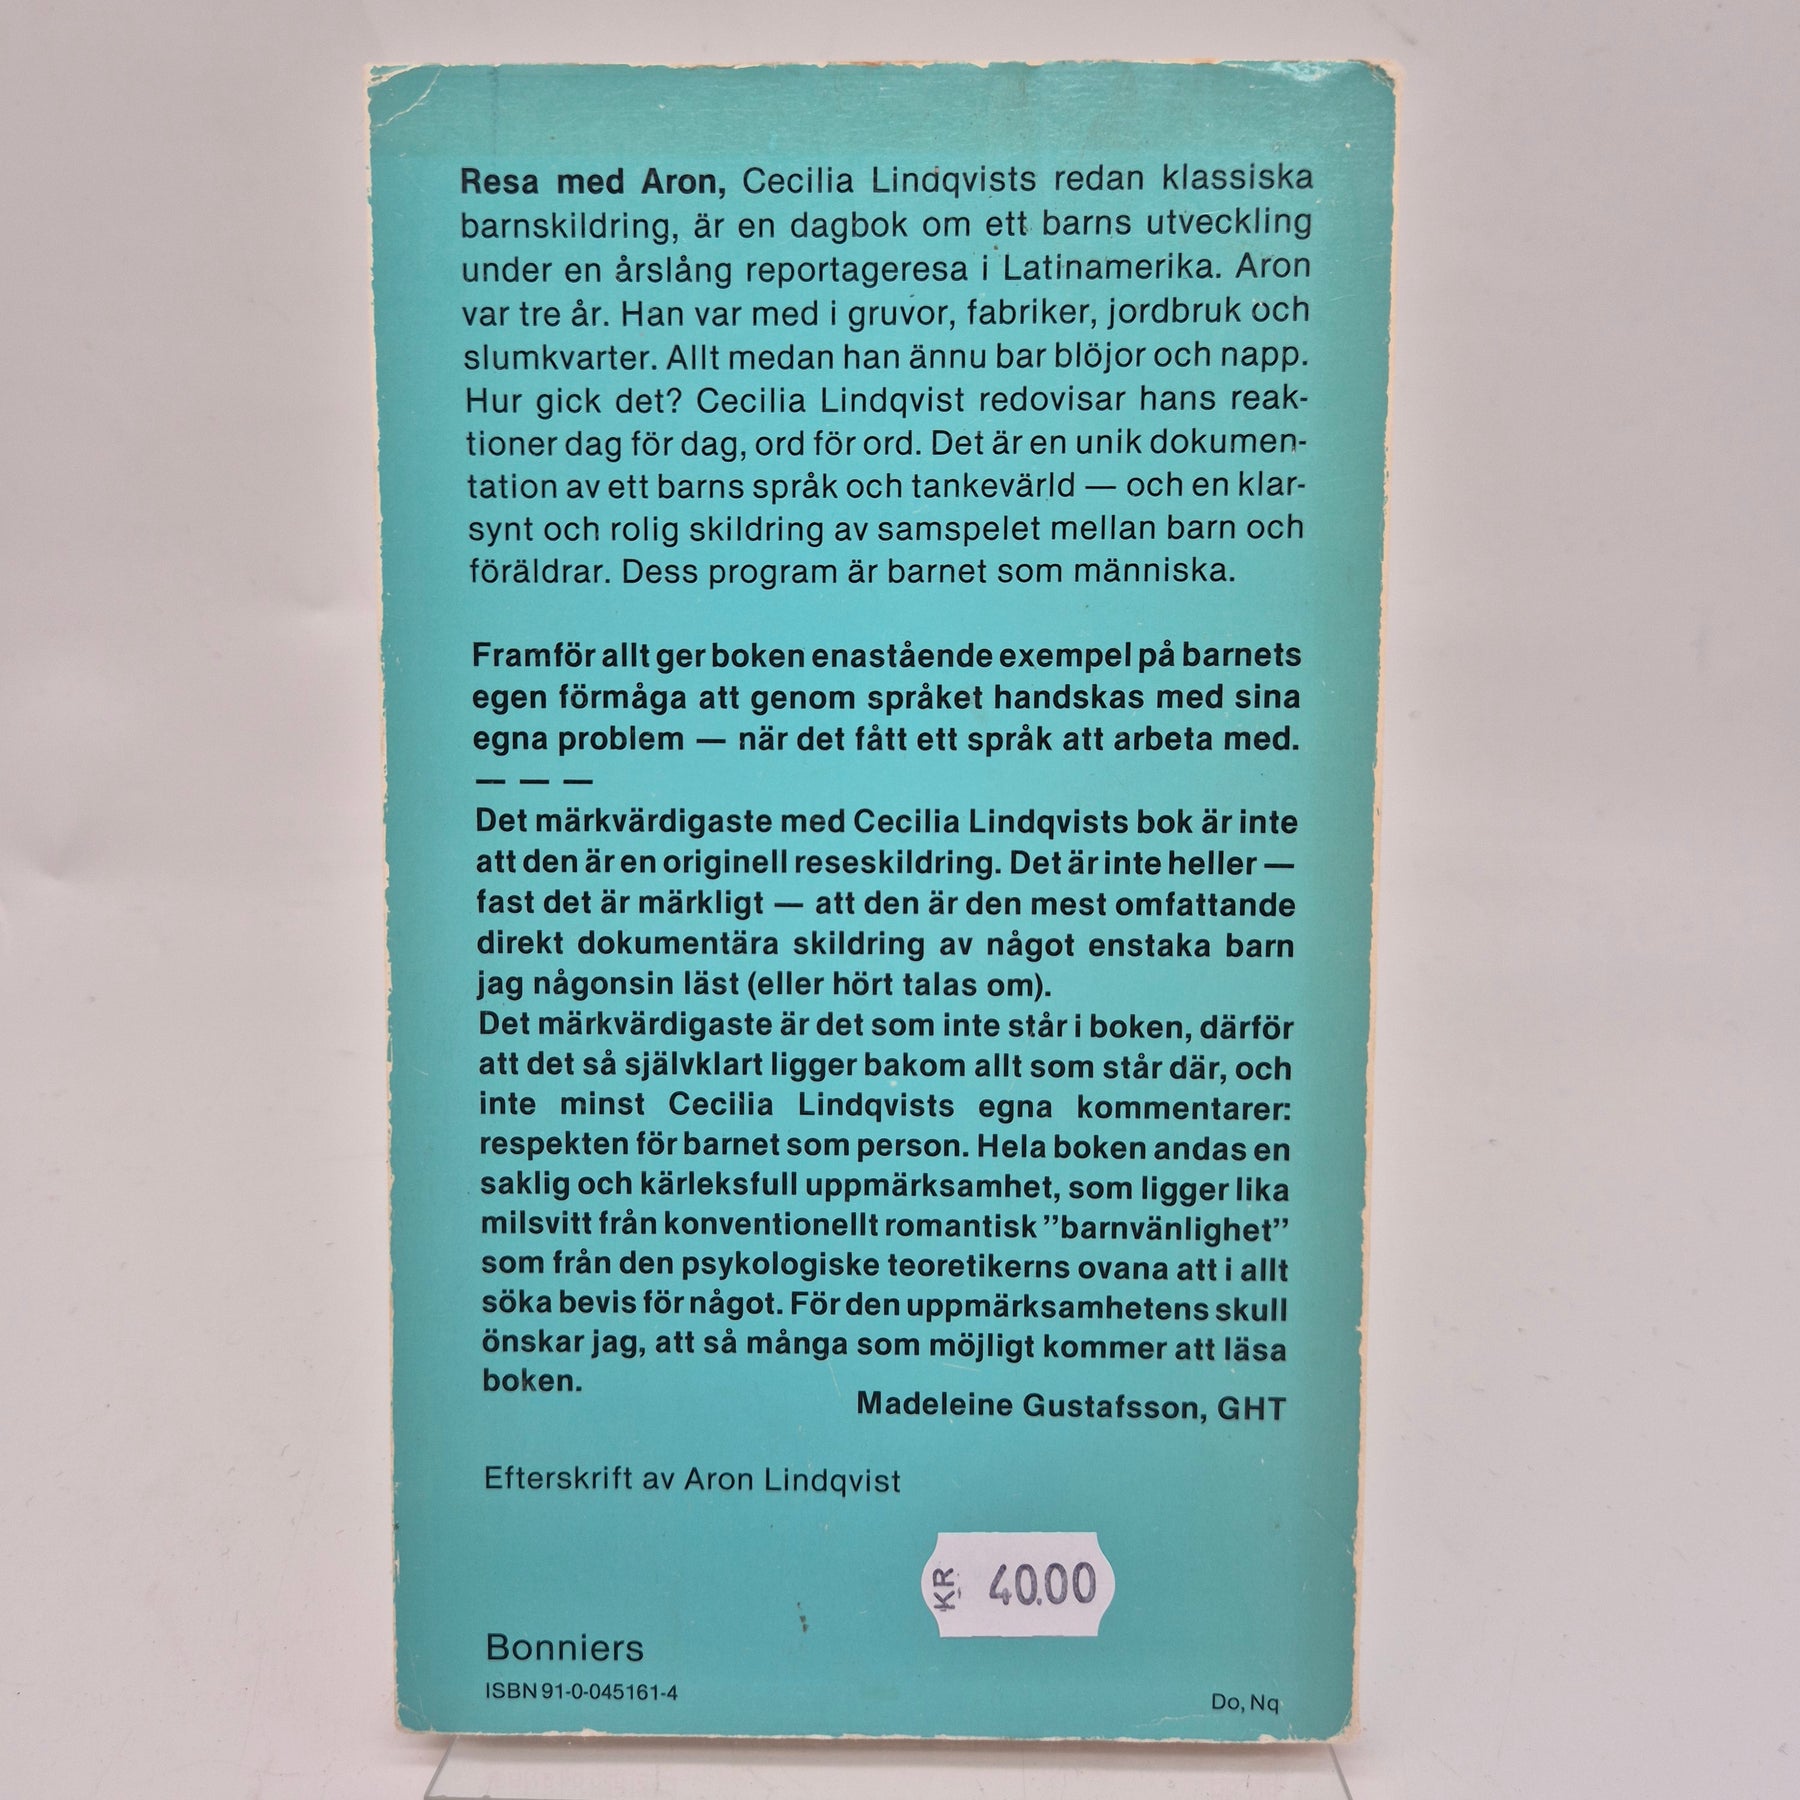 Resa med Aron, Cecilia Lindqvists redan klassiska
barnskildring, är en dagbok om ett barns utveckling
under en årslång reportageresa i Latinamerika. Aron
var tre år. Han var med i gruvor, fabriker, jordbruk och
slumkvarter. Allt medan han ännu bar blöjor och napp.
Hur gick det? Cecilia Lindqvist redovisar hans reak-
tioner dag för dag, ord för ord. Det är en unik dokumen-
tation av ett barns språk och tankevärld — och en klar-
synt och rolig skildring av samspelet mellan barn och
föräldrar. Dess program är barnet som människa.
Framför allt ger boken enastående exempel på barnets
egen förmåga att genom språket handskas med sina
egna problem — när det fått ett språk att arbeta med.
— — —
Det märkvärdigaste med Cecilia Lindqvists bok är inte
att den är en originell reseskildring. Det är inte heller —
fast det är märkligt — att den är den mest omfattande
direkt dokumentära skildring av något enstaka barn
jag någonsin läst (eller hört talas om).
Det märkvärdigaste är det som inte står i boken, därför
att det så självklart ligger bakom allt som står där, och
inte minst Cecilia Lindqvists egna kommentarer:
respekten för barnet som person. Hela boken andas en
saklig och kärleksfull uppmärksamhet, som ligger lika
milsvitt från konventionellt romantisk ”barnvänlighet”
som från den psykologiske teoretikerns ovana att i allt
söka bevis för något. För den uppmärksamhetens skull
önskar jag, att så många som möjligt kommer att läsa
boken.
Madeleine Gustafsson, GHT
Efterskrift av Aron Lindqvist
KR 40.00
Bonniers
ISBN 91-0-045161-4
Do, Nq